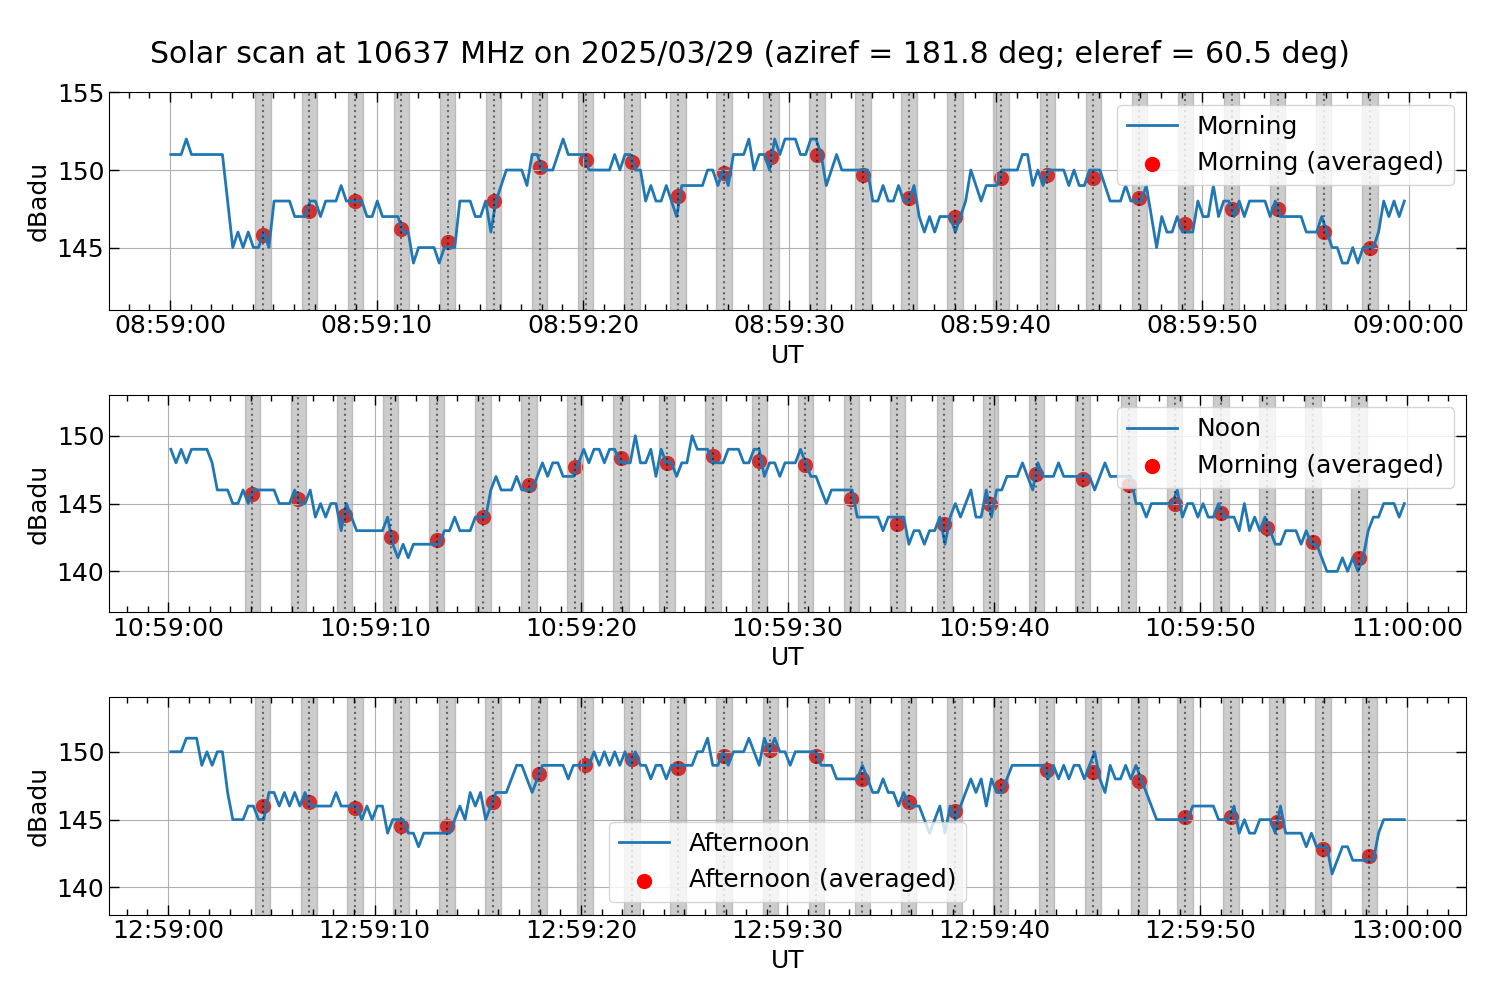 Solar scan at 10637 MHz on 2025/03/29 (aziref = 181.8 deg; eleref = 60.5 deg)
155
150
145
dBadu
Morning
Morning (averaged)
08:59:00 08:59:10 08:59:20 08:59:30 08:59:40 08:59:50 09:00:00
UT
150
145
140
dBadu
Noon
Morning (averaged)
10:59:00 10:59:10 10:59:20 10:59:30 10:59:40 10:59:50 11:00:00
UT
150
145
140
dBadu
Afternoon
Afternoon (averaged)
12:59:00 12:59:10 12:59:20 12:59:30 12:59:40 12:59:50 13:00:00
UT